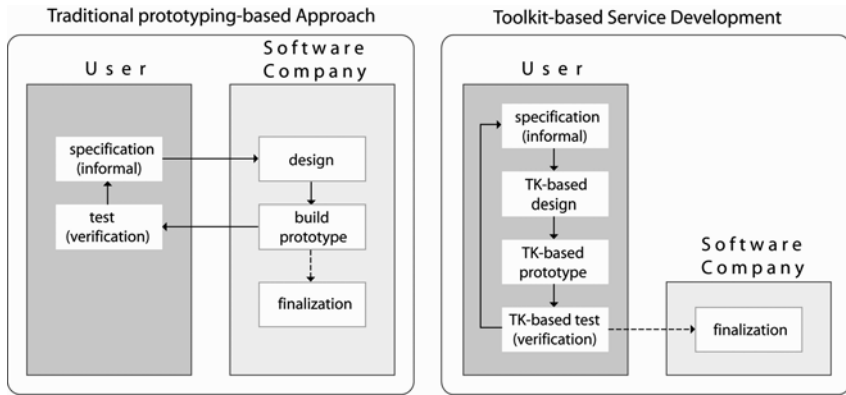 Traditional prototyping-based Approach
User
Software
Company
specification
(informal)
design
test
(verification)
build
prototype
finalization
Toolkit-based Service Development
User
specification
(informal)
TK-based
design
TK-based
prototype
TK-based test
(verification)
Software
Company
finalization